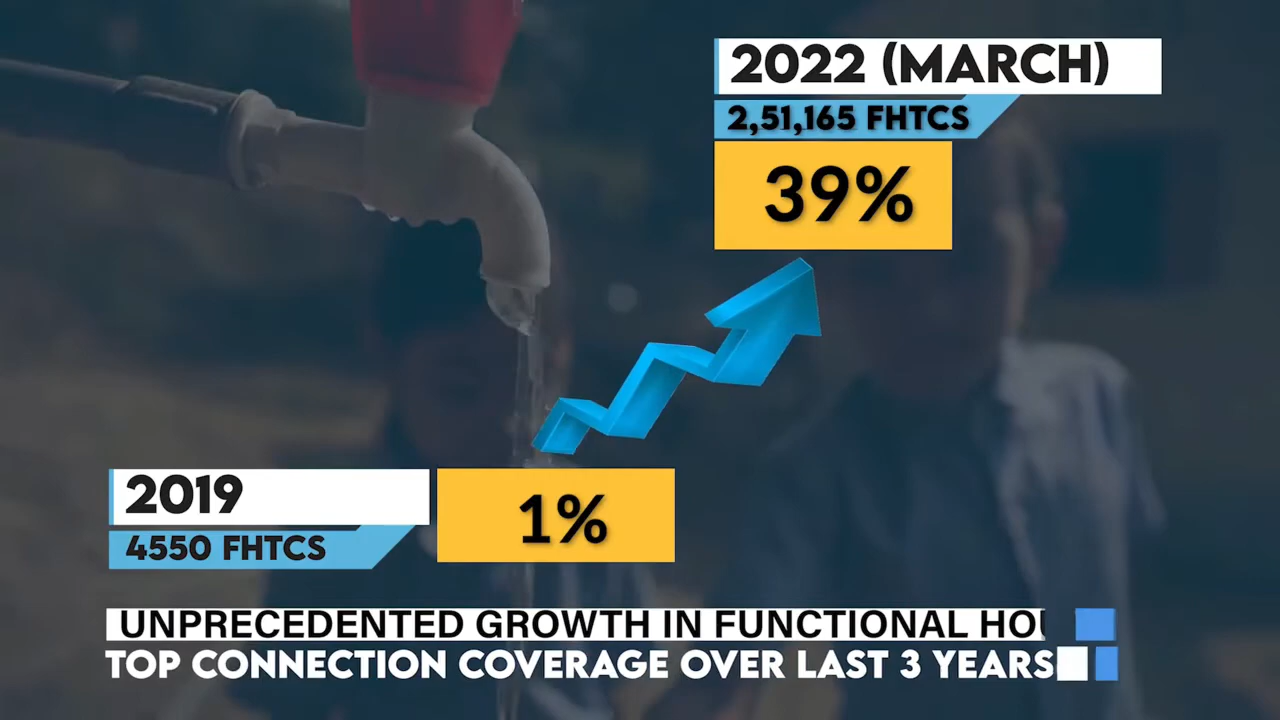 2022 (MARCH)
2,51,165 FHTCS
39%
2019
4550 FHTCS
1%
UNPRECEDENTED GROWTH IN FUNCTIONAL
TOP CONNECTION COVERAGE OVER LAST 3 YEARS